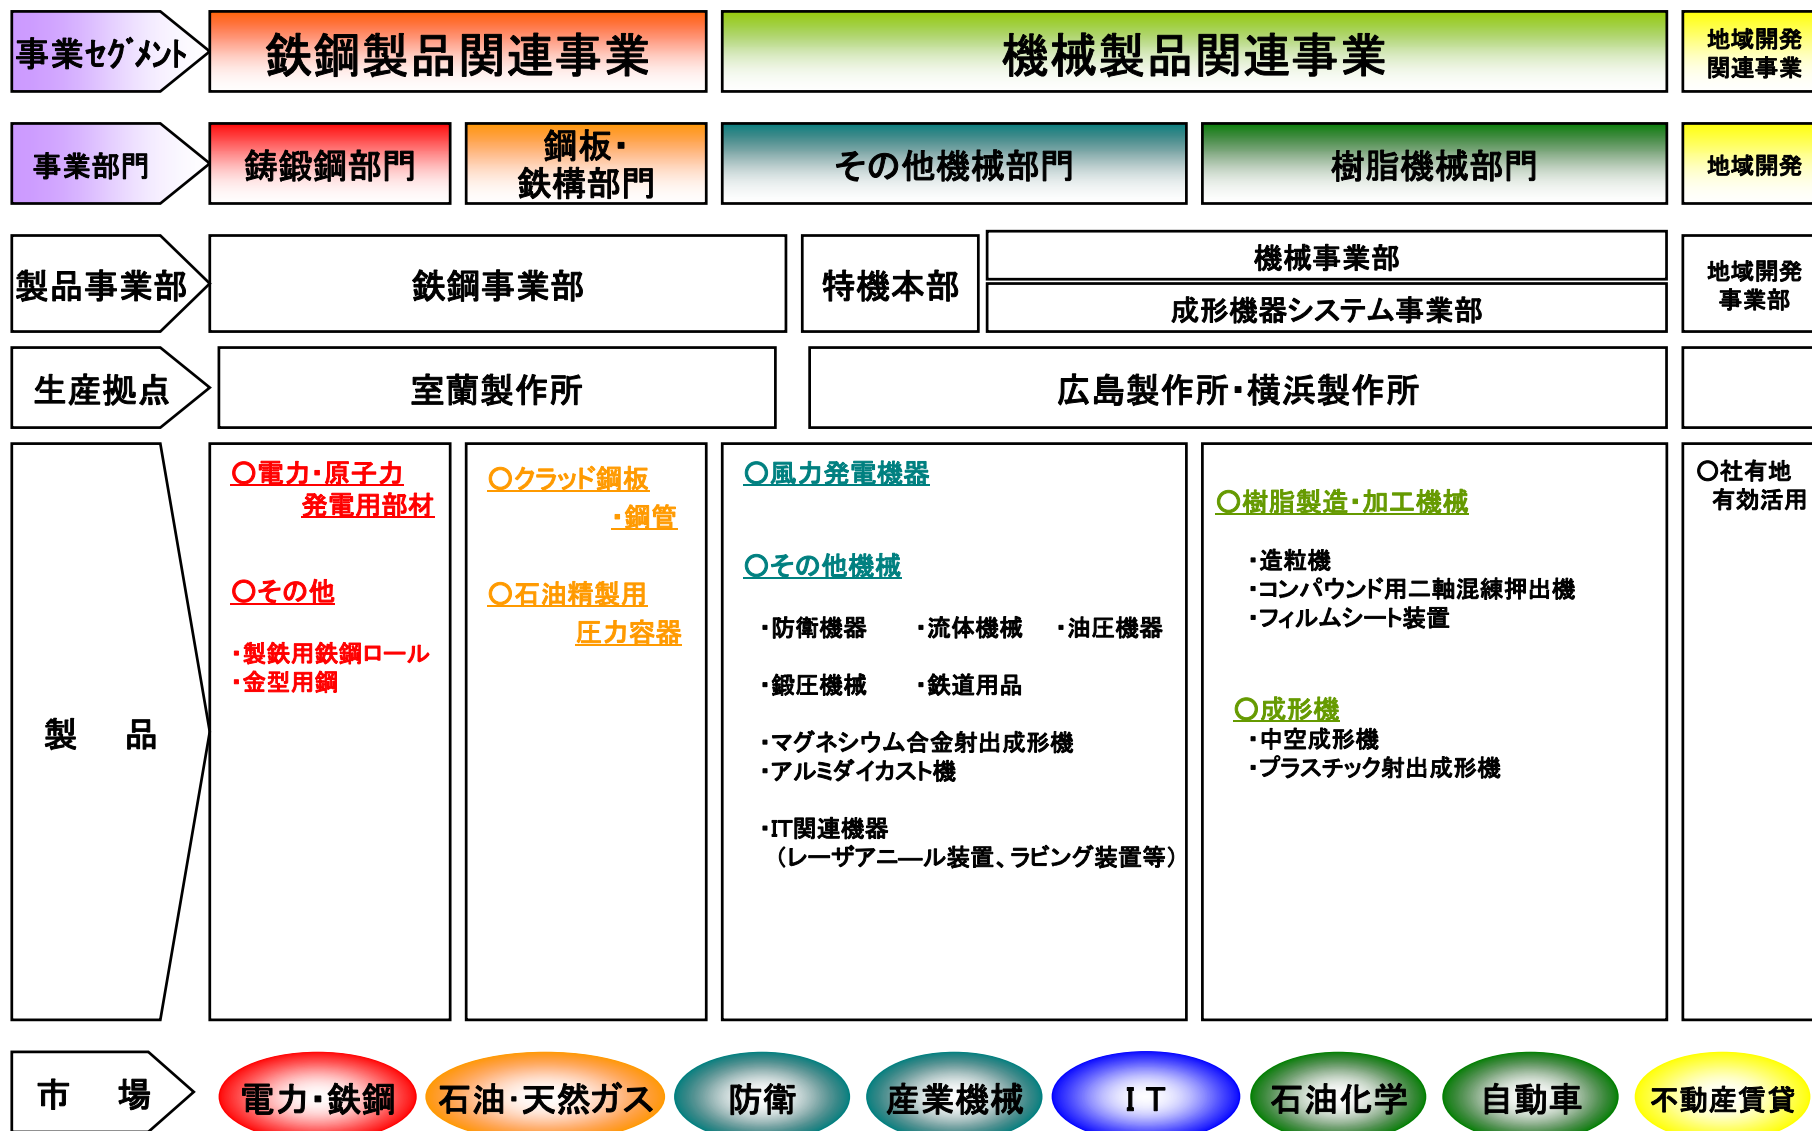 事業セグメント
鉄鋼製品関連事業
機械製品関連事業
地域開発
関連事業
事業部門
鋳鍛鋼部門
鋼板・
鉄構部門
その他機械部門
樹脂機械部門
地域開発
製品事業部
鉄鋼事業部
特機本部
機械事業部
成形機器システム事業部
地域開発
事業部
生産拠点
室蘭製作所
広島製作所・横浜製作所
製　品
○電力・原子力
発電用部材
○その他
・製鉄用鉄鋼ロール
・金型用鋼
○クラッド鋼板
・鋼管
○石油精製用
圧力容器
○風力発電機器
○その他機械
・防衛機器　・流体機械　・油圧機器
・鍛圧機械　・鉄道用品
・マグネシウム合金射出成形機
・アルミダイカスト機
・IT関連機器
（レーザアニ―ル装置、ラビング装置等）
○樹脂製造・加工機械
・造粒機
・コンパウンド用二軸混練押出機
・フィルムシート装置
○成形機
・中空成形機
・プラスチック射出成形機
○社有地
有効活用
市　場
電力・鉄鋼
石油・天然ガス
防衛
産業機械
ＩＴ
石油化学
自動車
不動産賃貸